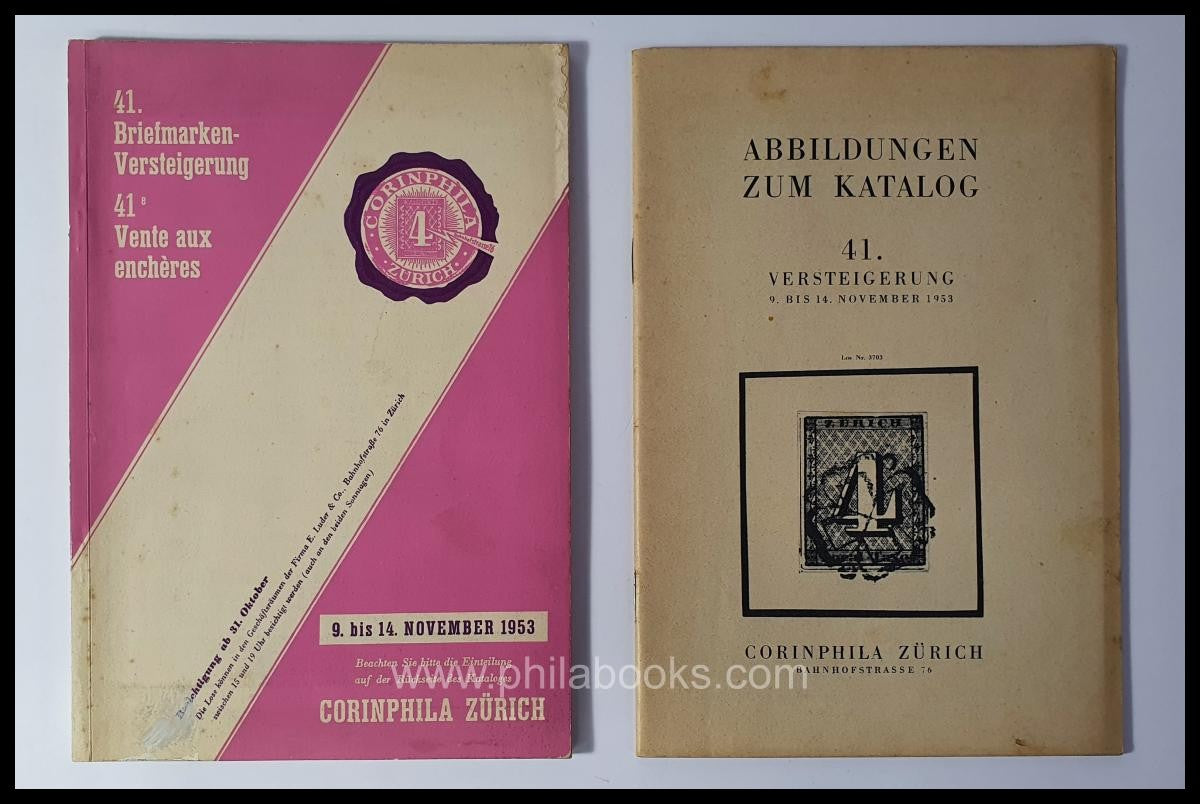 41.
Briefmarken-
Versteigerung
41e
Vente aux
enchères
CORINPHILA
4
Bahnhofstrasse 76
ZÜRICH
Besichtigung ab 31. Oktober
Die Lose können in den Geschäftsräumen der Firma E. Luder & Co., Bahnhofstraße 76 in Zürich
zwischen 15 und 19 Uhr besichtigt werden (auch an den beiden Sonntagen)
9. bis 14. NOVEMBER 1953
Beachten Sie bitte die Einteilung
auf der Rückseite des Kataloges
CORINPHILA ZÜRICH
ABBILDUNGEN
ZUM KATALOG
41.
VERSTEIGERUNG
9. BIS 14. NOVEMBER 1953
Los Nr. 3703
ZÜRICH
4
CORINPHILA ZÜRICH
BAHNHOFSTRASSE 76
www.philabooks.com